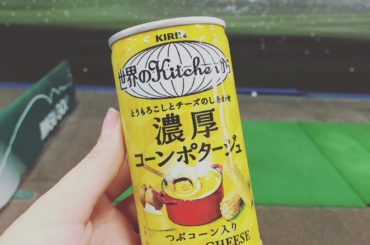 KIRIN
世界のKitchenから
とうもろこしとチーズのしあわせ
濃厚
コーンポタージュ
つぶコーン入り
CHEESE